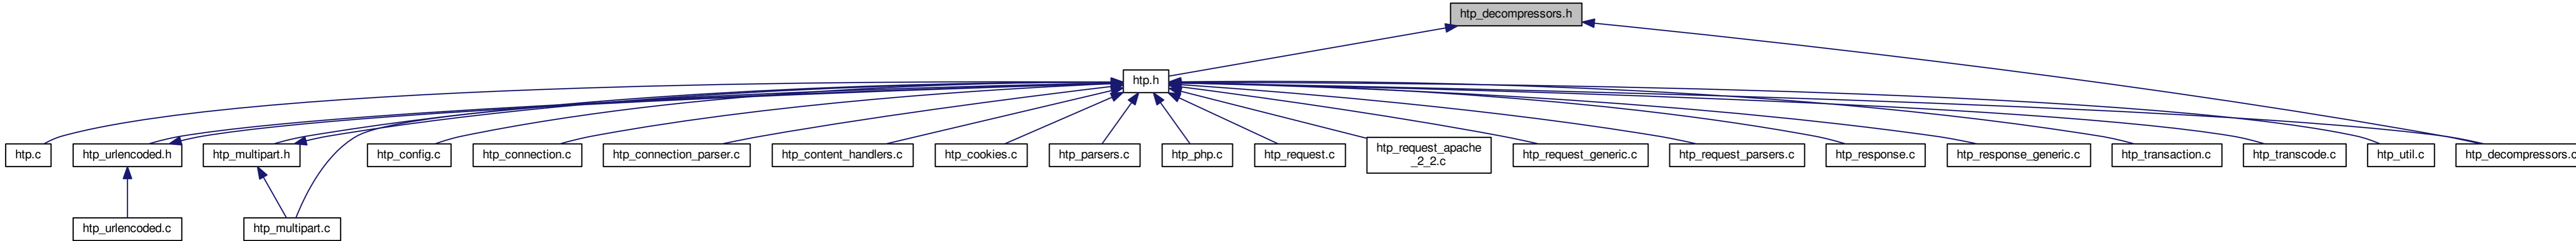 htp_decompressors.h
htp.h
htp.c
htp_urlencoded.h
htp_multipart.h
htp_config.c
htp_connection.c
htp_connection_parser.c
htp_content_handlers.c
htp_cookies.c
htp_parsers.c
htp_php.c
htp_request.c
htp_request_apache
_2_2.c
htp_request_generic.c
htp_request_parsers.c
htp_response.c
htp_response_generic.c
htp_transaction.c
htp_transcode.c
htp_util.c
htp_decompressors.c
htp_urlencoded.c
htp_multipart.c